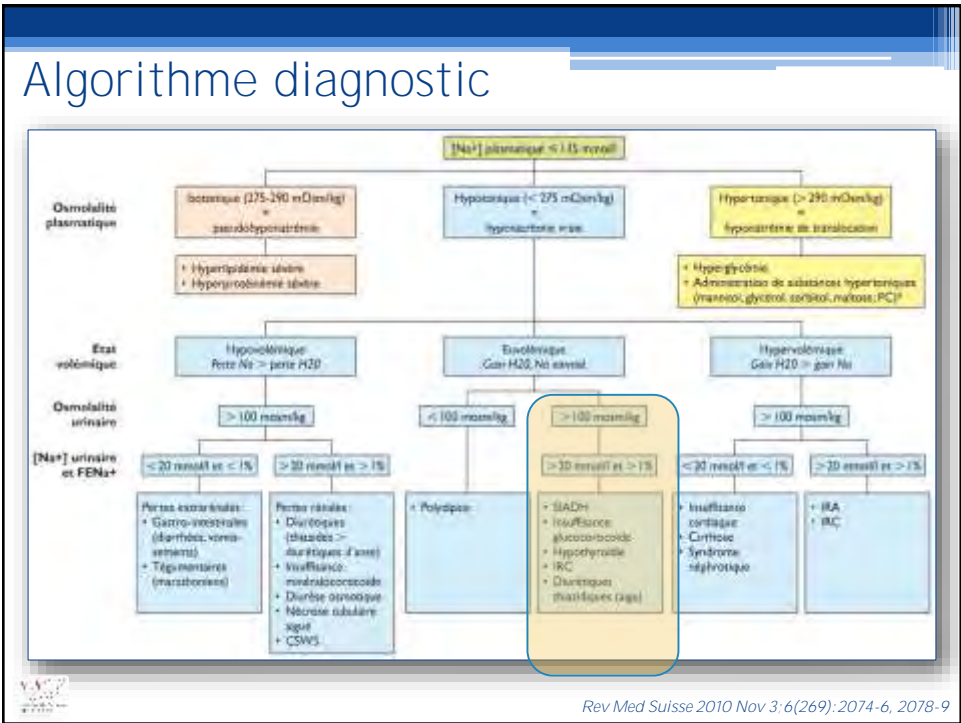 Algorithme diagnostic
[Na+] plasmatique < 135 mmol/l
Osmolalité
plasmatique
Isotonique (275-290 mOsm/kg)
=
pseudohyponatrémie
Hypotonique (< 275 mOsm/kg)
=
hyponatrémie vraie
Hypertonique (> 290 mOsm/kg)
=
hyponatrémie de translocation
• Hyperlipidémie sévère
• Hyperprotéinémie sévère
• Hyperglycémie
• Administration de substances hypertoniques
(mannitol, glycérol, sorbitol, maltose, PC)*
Etat
volémique
Hypovolémique
Perte Na > perte H20
Euvolémique
Gain H20, Na normal
Hypervolémique
Gain H20 > gain Na
Osmolalité
urinaire
> 100 mosm/kg
< 100 mosm/kg
> 100 mosm/kg
> 100 mosm/kg
[Na+] urinaire
et FENa+
< 20 mmol/l et < 1%
> 20 mmol/l et > 1%
> 20 mmol/l et > 1%
< 20 mmol/l et < 1%
> 20 mmol/l et > 1%
Pertes extrarénales:
• Gastro-intestinales
(diarrhées, vomis-
sements)
• Tégumentaires
(marathoniens)
Pertes rénales:
• Diurétiques
(thiazides >
diurétiques d'anse)
• Insuffisance
minéralocorticoïde
• Diurèse osmotique
• Nécrose tubulaire
aiguë
• CSWS
• Polydipsie
• SIADH
• Insuffisance
glucocorticoïde
• Hypothyroïdie
• IRC
• Diurétiques
thiazidiques (aigu)
• Insuffisance
cardiaque
• Cirrhose
• Syndrome
néphrotique
• IRA
• IRC
Rev Med Suisse 2010 Nov 3;6(269):2074-6, 2078-9